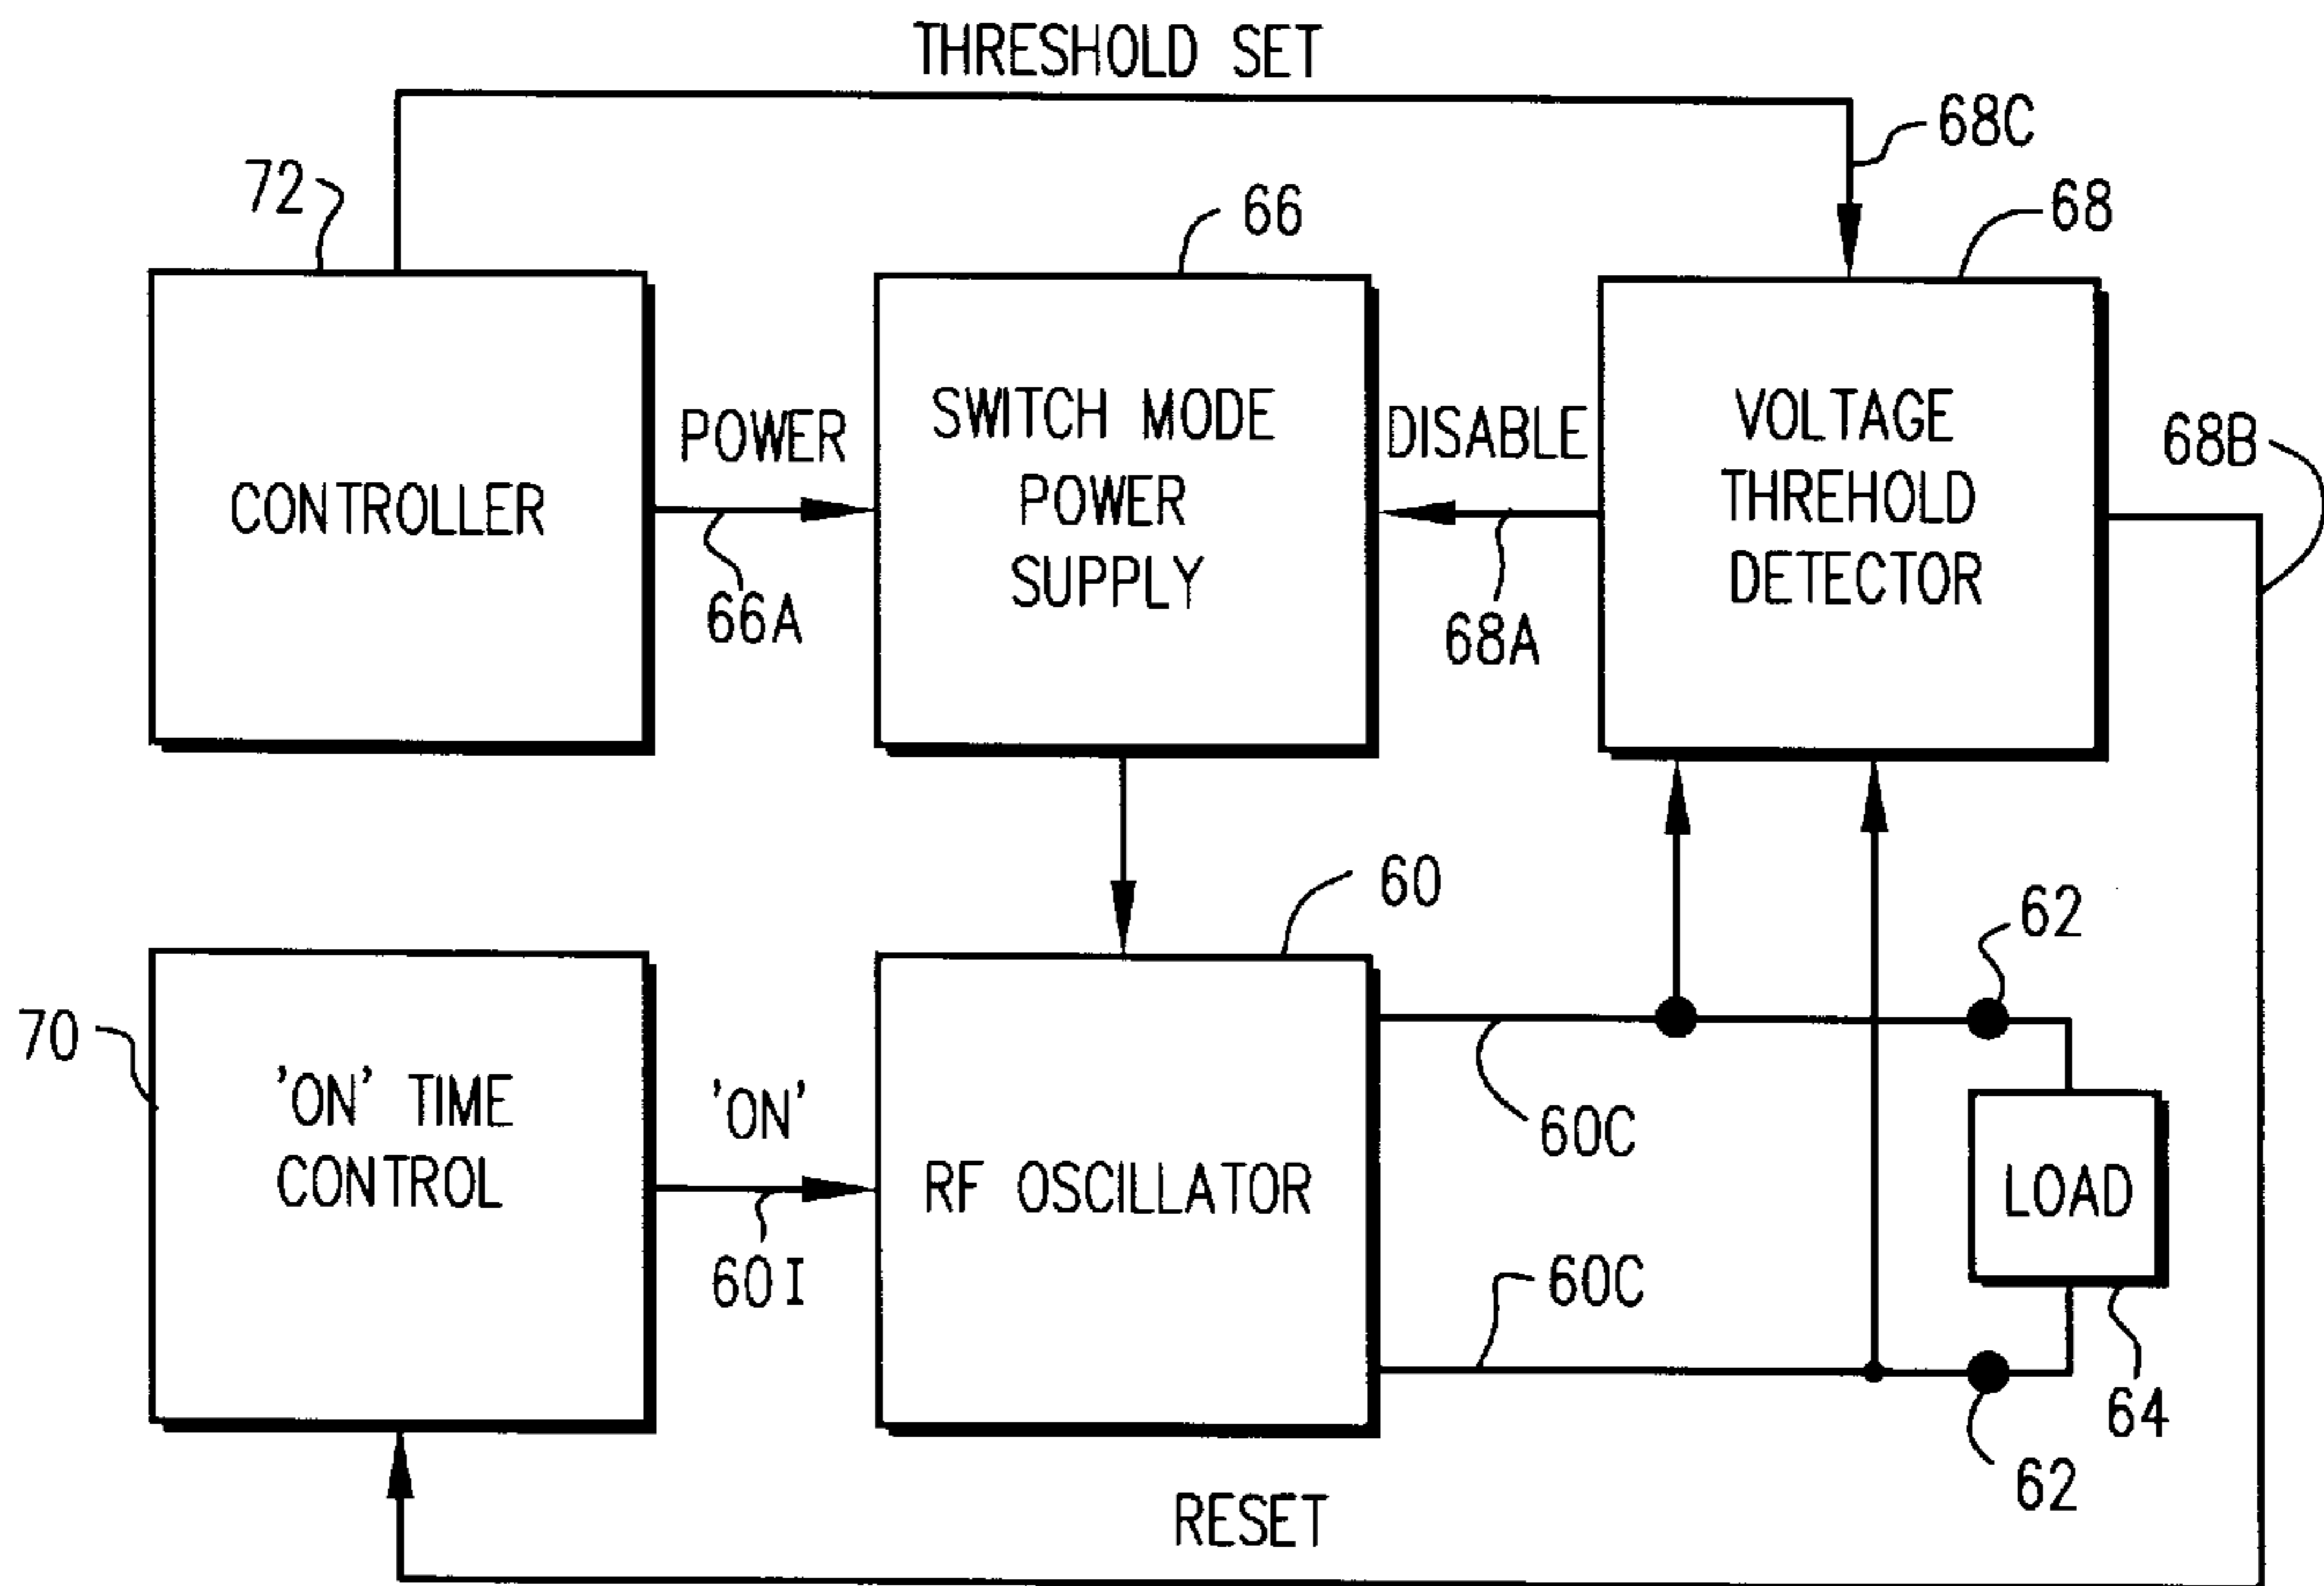 THRESHOLD SET
68C
72
66
68
CONTROLLER
POWER
66A
SWITCH MODE
POWER
SUPPLY
DISABLE
68A
VOLTAGE
THREHOLD
DETECTOR
68B
60
62
70
'ON' TIME
CONTROL
'ON'
60I
RF OSCILLATOR
60C
60C
LOAD
64
62
RESET